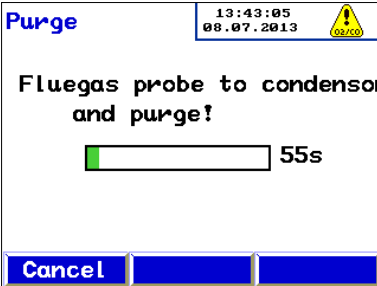 Purge
13:43:05
08.07.2013
O2/CO
Fluegas probe to condensor
and purge!
55s
Cancel